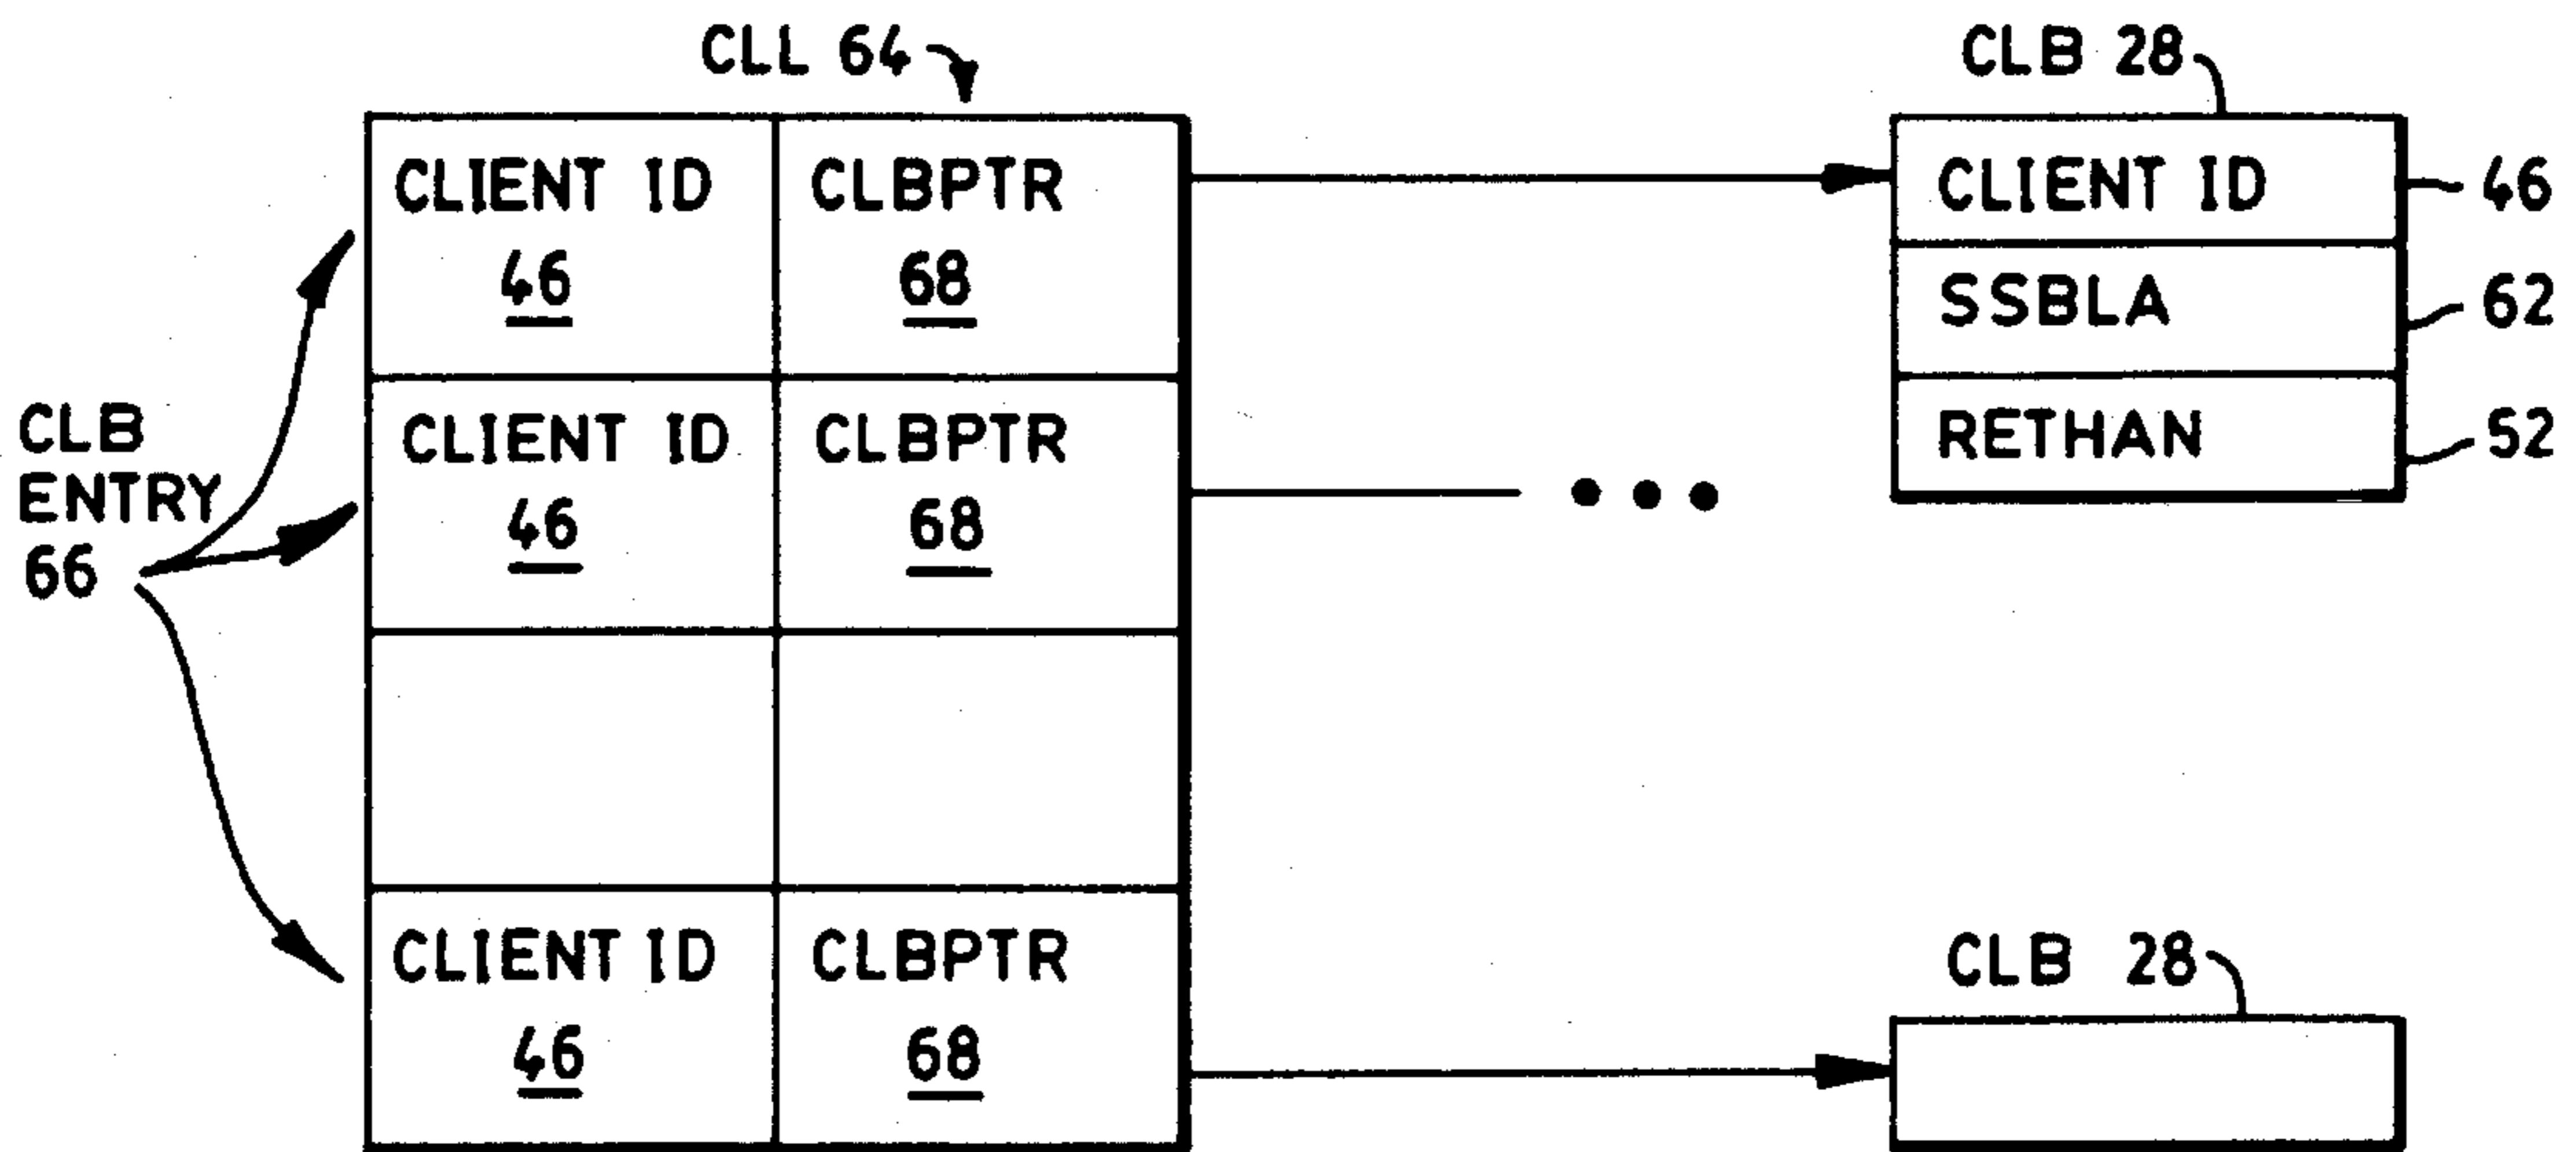 CLL 64
CLB 28
CLIENT ID
46
CLBPTR
68
CLIENT ID
46
SSBLA
62
RETHAN
52
CLB
ENTRY
66
CLIENT ID
46
CLBPTR
68
CLIENT ID
46
CLBPTR
68
CLB 28